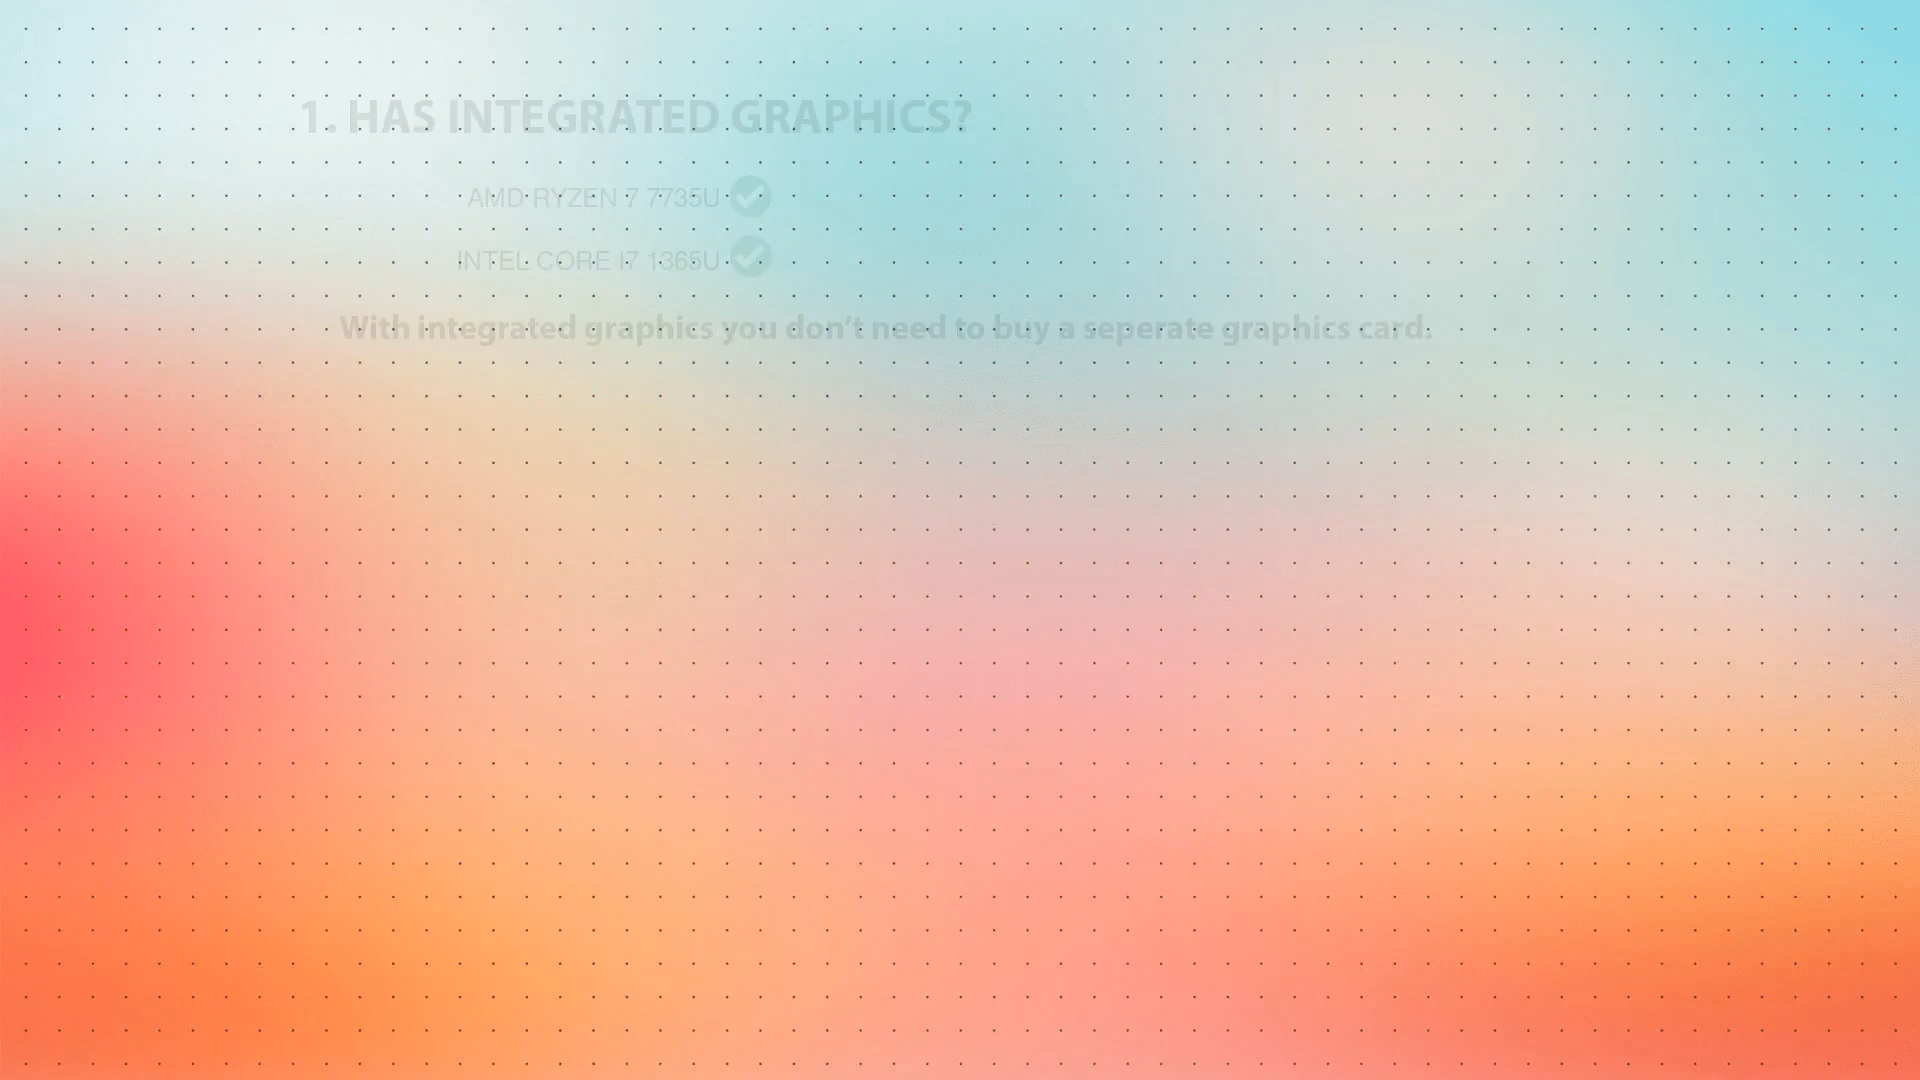 1. HAS INTEGRATED GRAPHICS?
AMD RYZEN 7 7735U
INTEL CORE I7 1365U
With integrated graphics you don’t need to buy a seperate graphics card.